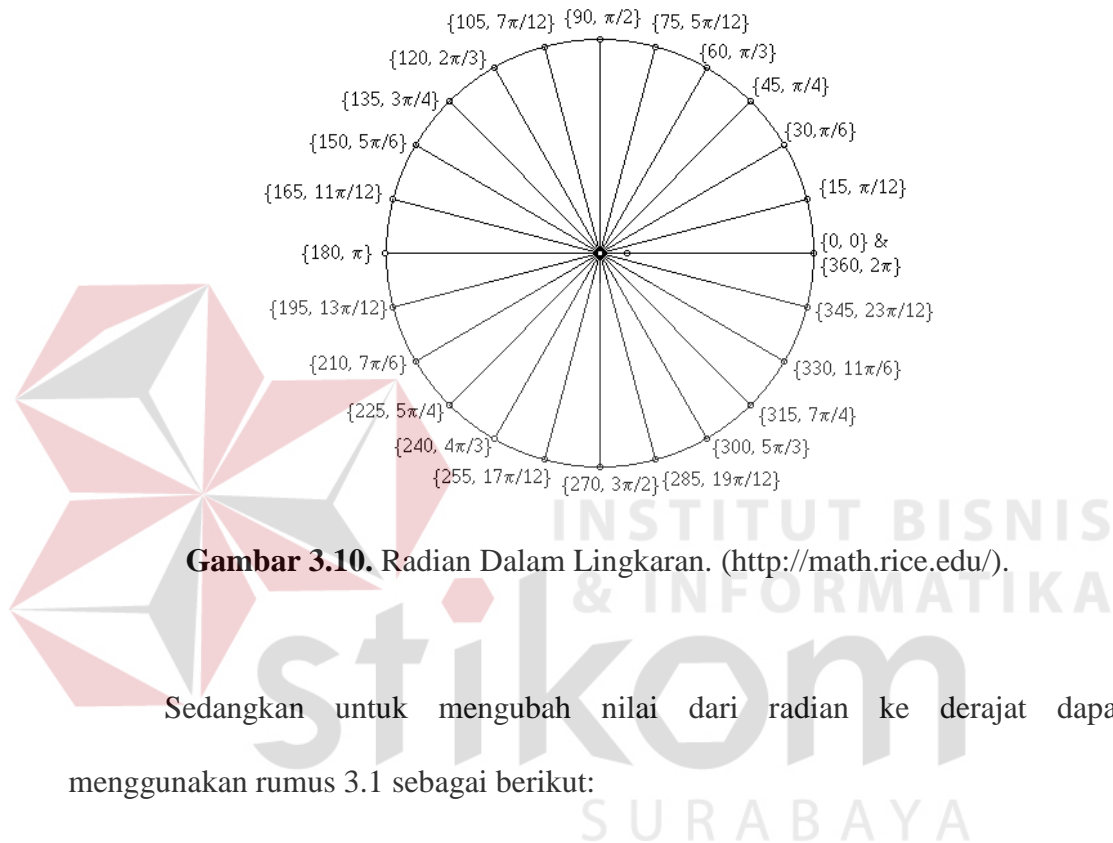 {105, 7π/12} {90, π/2} {75, 5π/12}
{120, 2π/3} {60, π/3}
{135, 3π/4} {45, π/4}
{150, 5π/6} {30,π/6}
{165, 11π/12} {15, π/12}
{180, π} {0, 0} &
{360, 2π}
{195, 13π/12} {345, 23π/12}
{210, 7π/6} {330, 11π/6}
{225, 5π/4} {315, 7π/4}
{240, 4π/3} {300, 5π/3}
{255, 17π/12} {270, 3π/2} {285, 19π/12}
INSTITUT BISNIS
Gambar 3.10. Radian Dalam Lingkaran. (http://math.rice.edu/).
& INFORMATIKA
stikom
Sedangkan untuk mengubah nilai dari radian ke derajat dapa
menggunakan rumus 3.1 sebagai berikut:
SURABAYA